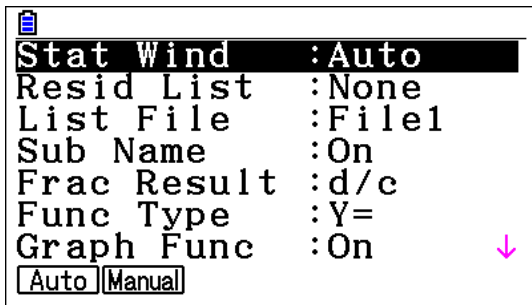 Stat Wind :Auto
Resid List :None
List File :File1
Sub Name :On
Frac Result :d/c
Func Type :Y=
Graph Func :On ↓
Auto Manual